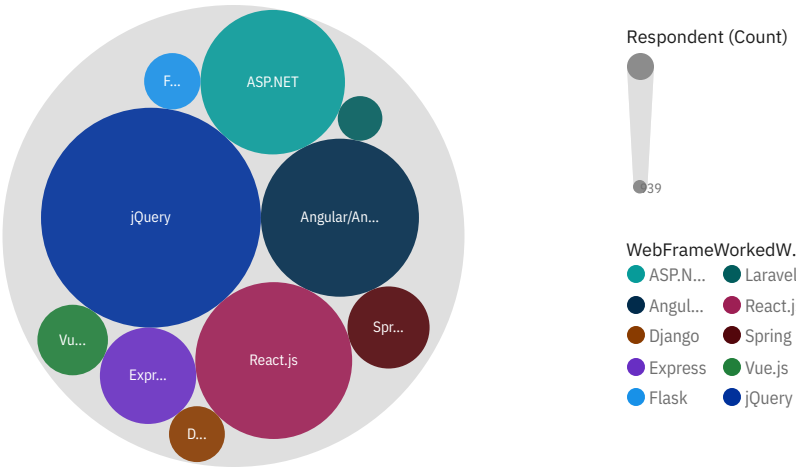 F...
ASP.NET
jQuery
Angular/An...
Vu...
Expr...
React.js
Spr...
D...
Respondent (Count)
939
WebFrameWorkedW.
ASP.N... Laravel
Angul... React.j
Django Spring
Express Vue.js
Flask jQuery